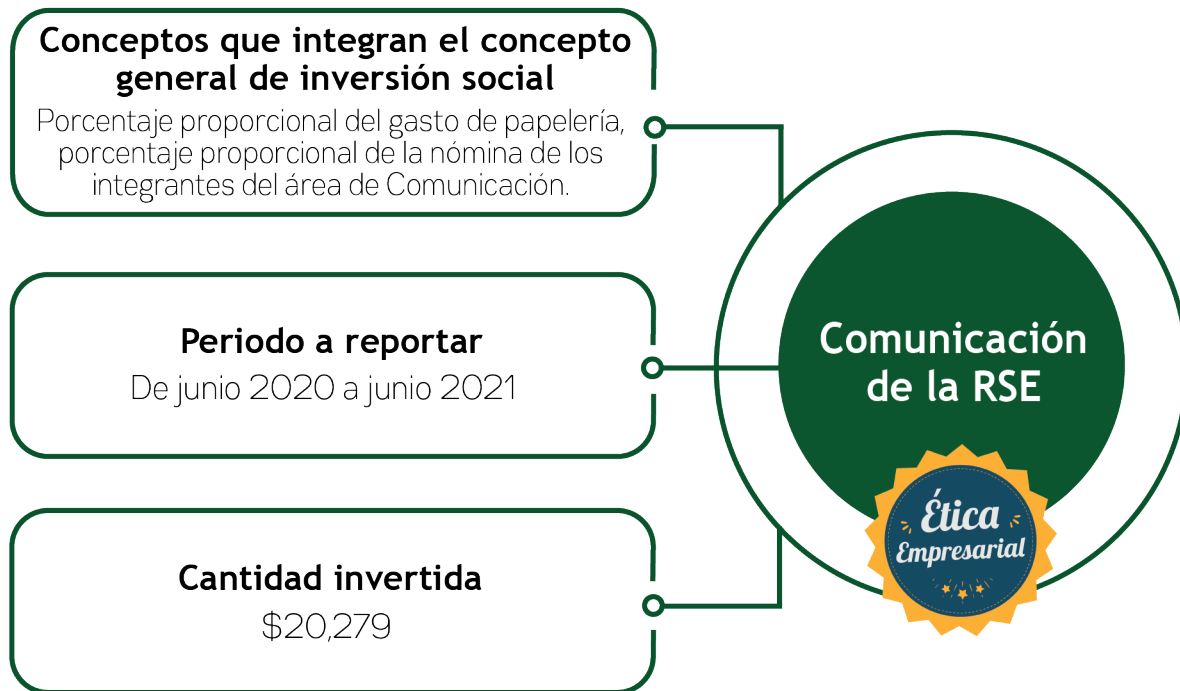 Conceptos que integran el concepto
general de inversión social
Porcentaje proporcional del gasto de papelería,
porcentaje proporcional de la nómina de los
integrantes del área de Comunicación.
Periodo a reportar
De junio 2020 a junio 2021
Cantidad invertida
$20,279
Comunicación
de la RSE
Ética
Empresarial